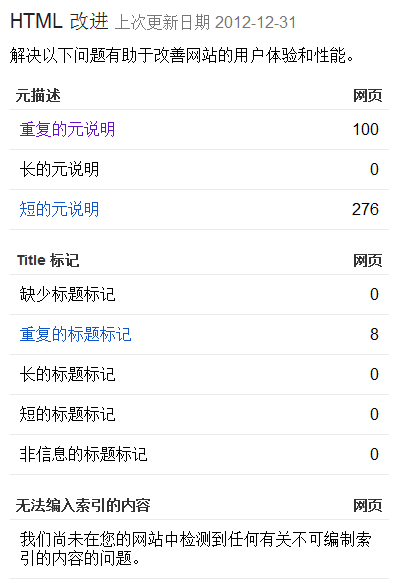 HTML 改进 上次更新日期 2012-12-31
解决以下问题有助于改善网站的用户体验和性能。
元描述 网页
重复的元说明 100
长的元说明 0
短的元说明 276
Title 标记 网页
缺少标题标记 0
重复的标题标记 8
长的标题标记 0
短的标题标记 0
非信息的标题标记 0
无法编入索引的内容 网页
我们尚未在您的网站中检测到任何有关不可编制索
引的内容的问题。